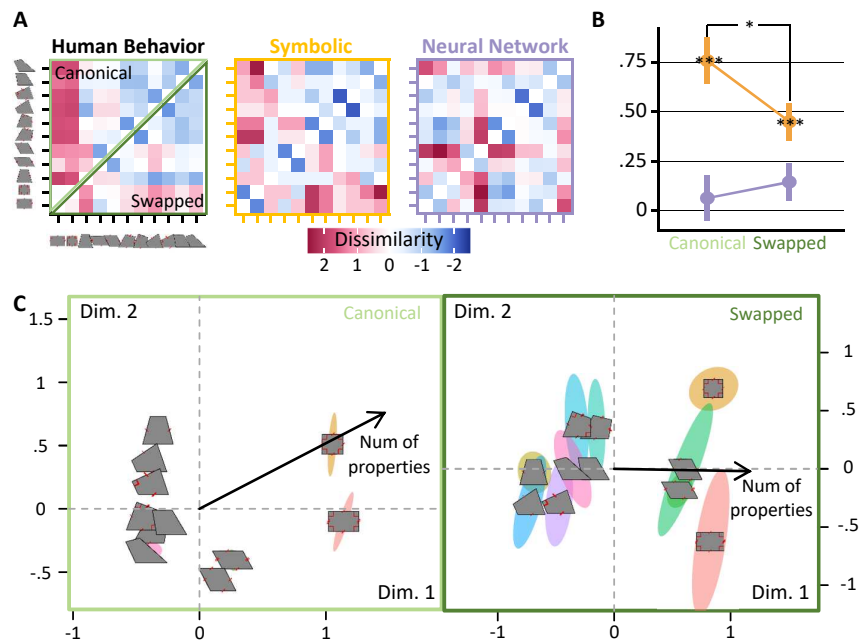 A
Human Behavior
Symbolic
Neural Network
Canonical
Swapped
Dissimilarity
2 1 0 -1 -2
B
*
.75
***
.50
***
.25
0
Canonical Swapped
C
1.5
Dim. 2
Canonical
1
.5
Num of
properties
0
-.5
Dim. 1
-1 0 1
Dim. 2
Swapped
1
.5
0
Num of
properties
-.5
Dim. 1
-1
-1 0 1